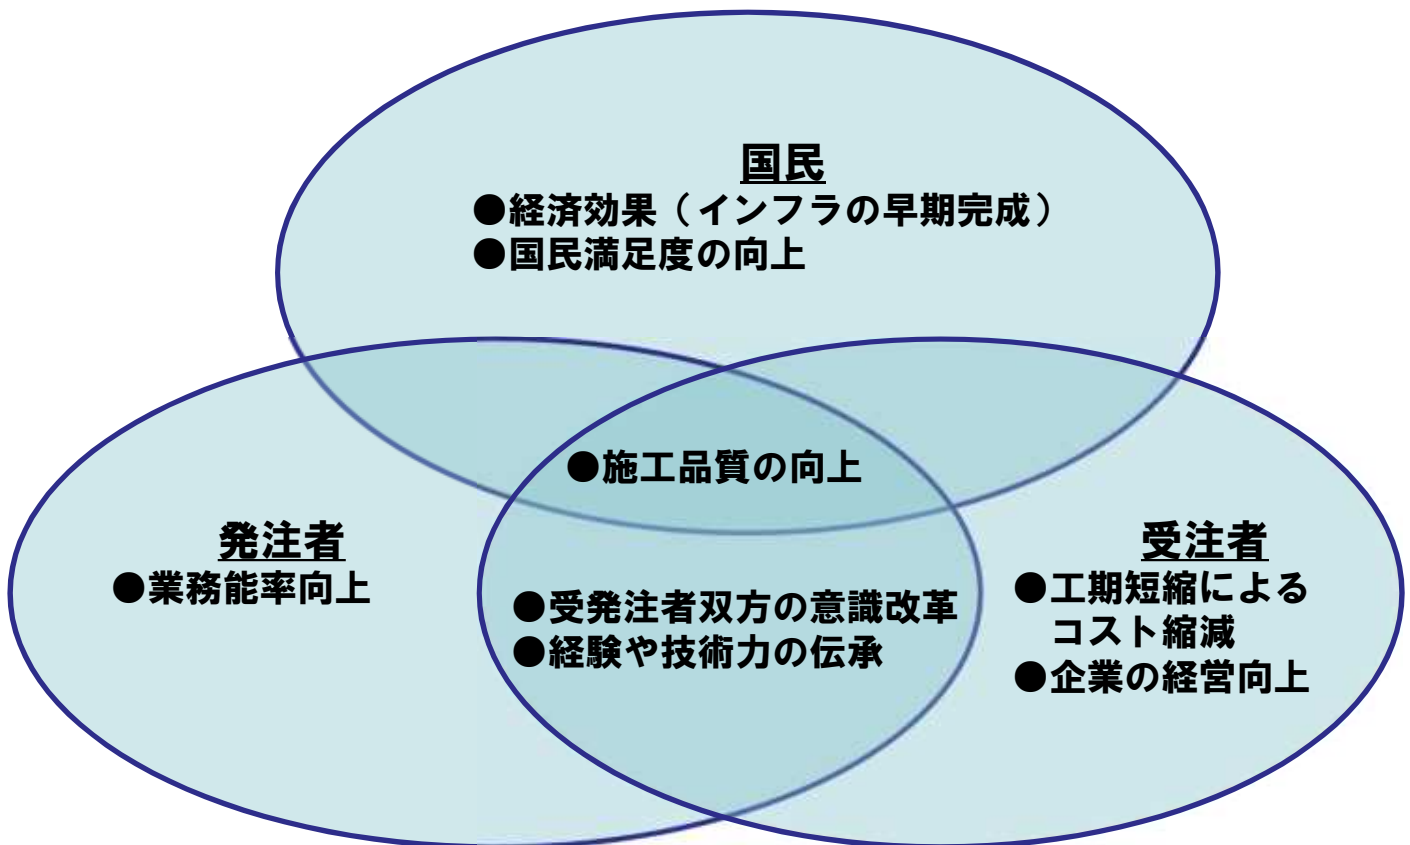 国民
●経済効果（インフラの早期完成）
●国民満足度の向上
●施工品質の向上
発注者
●業務能率向上
●受発注者双方の意識改革
●経験や技術力の伝承
受注者
●工期短縮による
コスト縮減
●企業の経営向上